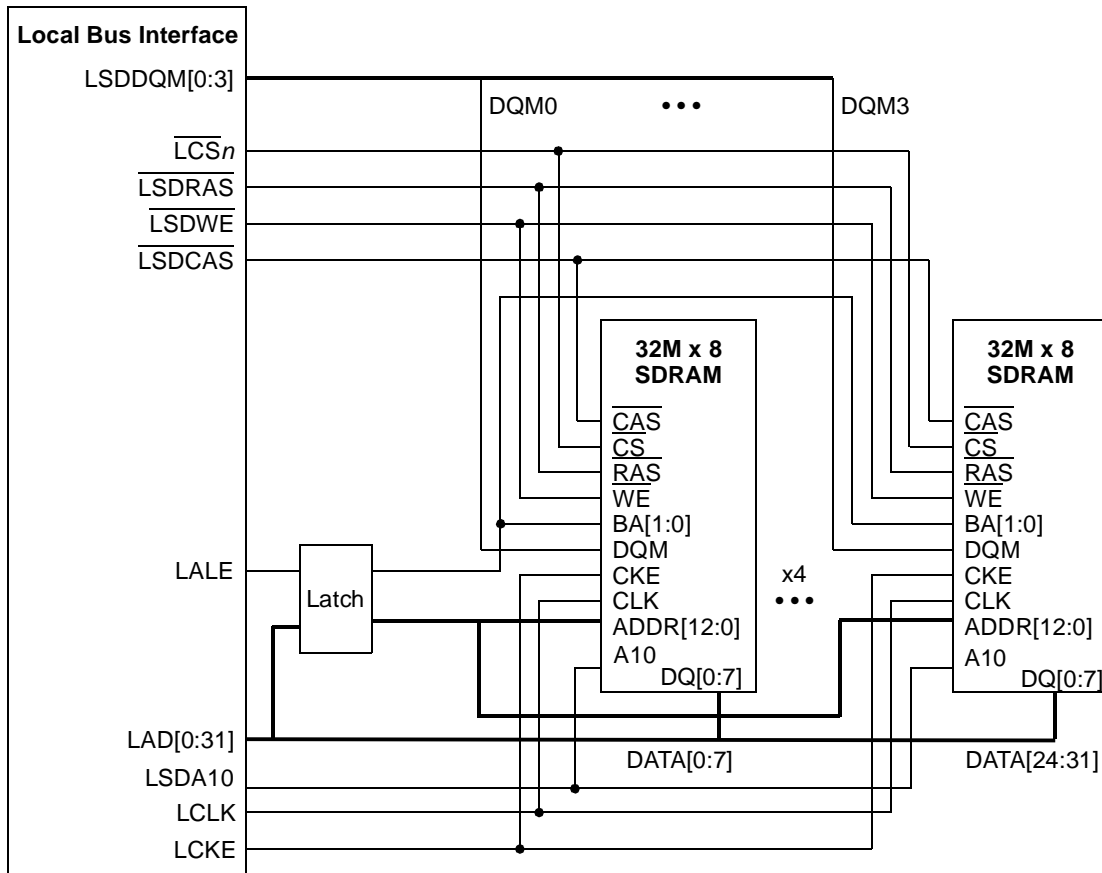 Local Bus Interface
LSDDQM[0:3]
LCSn
LSDRAS
LSDWE
LSDCAS
LALE
LAD[0:31]
LSDA10
LCLK
LCKE
Latch
DQM0
•••
DQM3
32M x 8
SDRAM
CAS
CS
RAS
WE
BA[1:0]
DQM
CKE
CLK
ADDR[12:0]
A10
DQ[0:7]
DATA[0:7]
x4
•••
32M x 8
SDRAM
CAS
CS
RAS
WE
BA[1:0]
DQM
CKE
CLK
ADDR[12:0]
A10
DQ[0:7]
DATA[24:31]